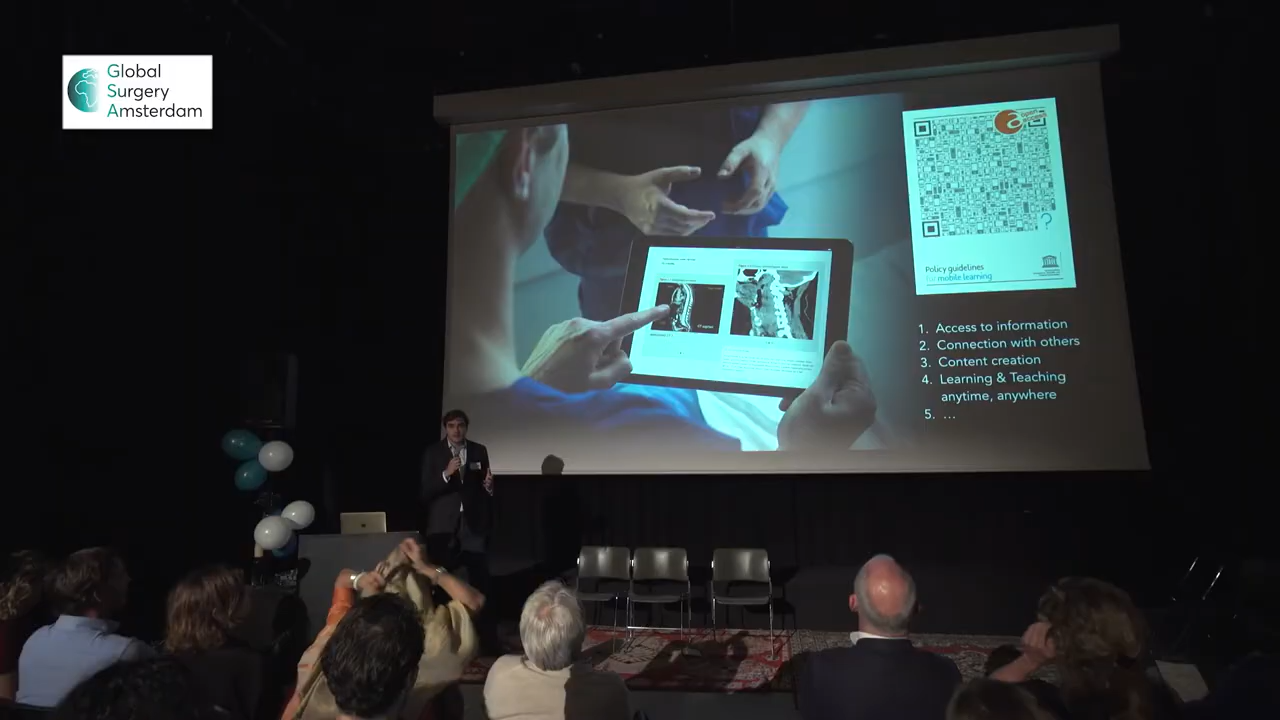 Global
Surgery
Amsterdam
open
?
Policy guidelines
for mobile learning
1. Access to information
2. Connection with others
3. Content creation
4. Learning & Teaching
anytime, anywhere
5. ...